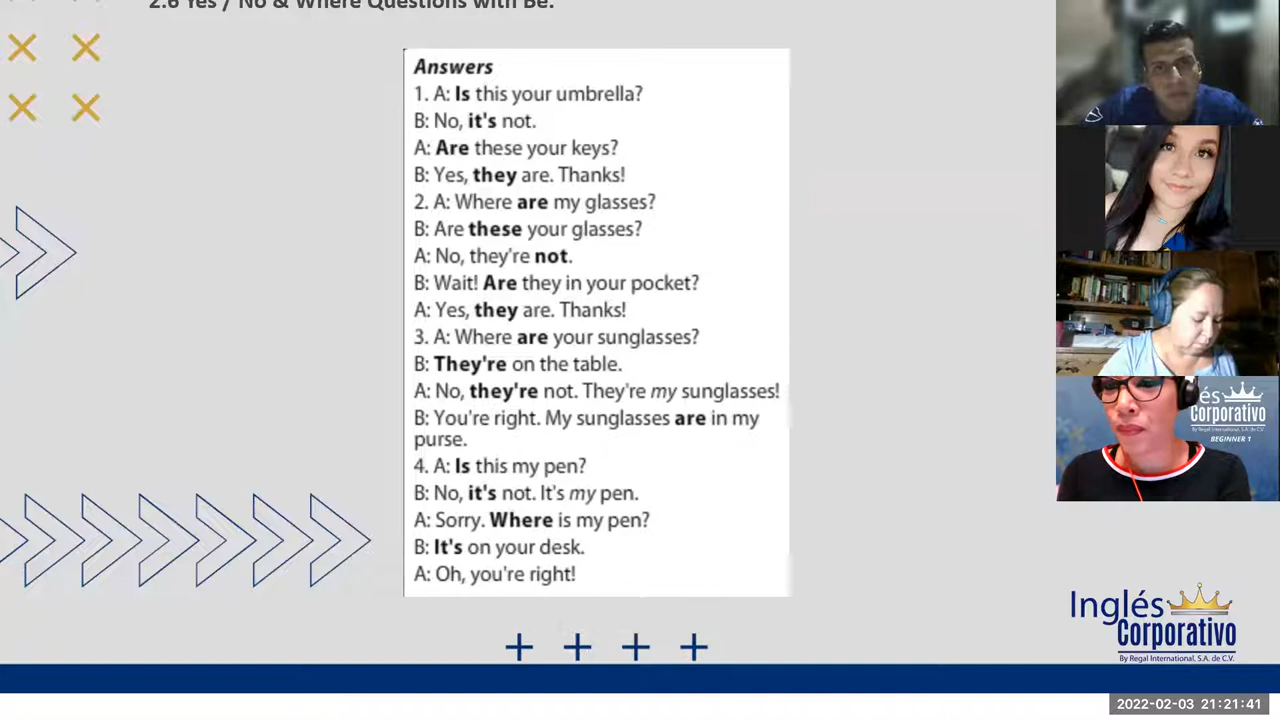 2.6 Yes / No & Where Questions with Be.
Answers
1. A: Is this your umbrella?
B: No, it's not.
A: Are these your keys?
B: Yes, they are. Thanks!
2. A: Where are my glasses?
B: Are these your glasses?
A: No, they're not.
B: Wait! Are they in your pocket?
A: Yes, they are. Thanks!
3. A: Where are your sunglasses?
B: They're on the table.
A: No, they're not. They're my sunglasses!
B: You're right. My sunglasses are in my
purse.
4. A: Is this my pen?
B: No, it's not. It's my pen.
A: Sorry. Where is my pen?
B: It's on your desk.
A: Oh, you're right!
és
Corporativo
By Regal International, S.A. de C.V.
BEGINNER 1
Inglés
Corporativo
By Regal International, S.A. de C.V.
2022-02-03 21:21:41